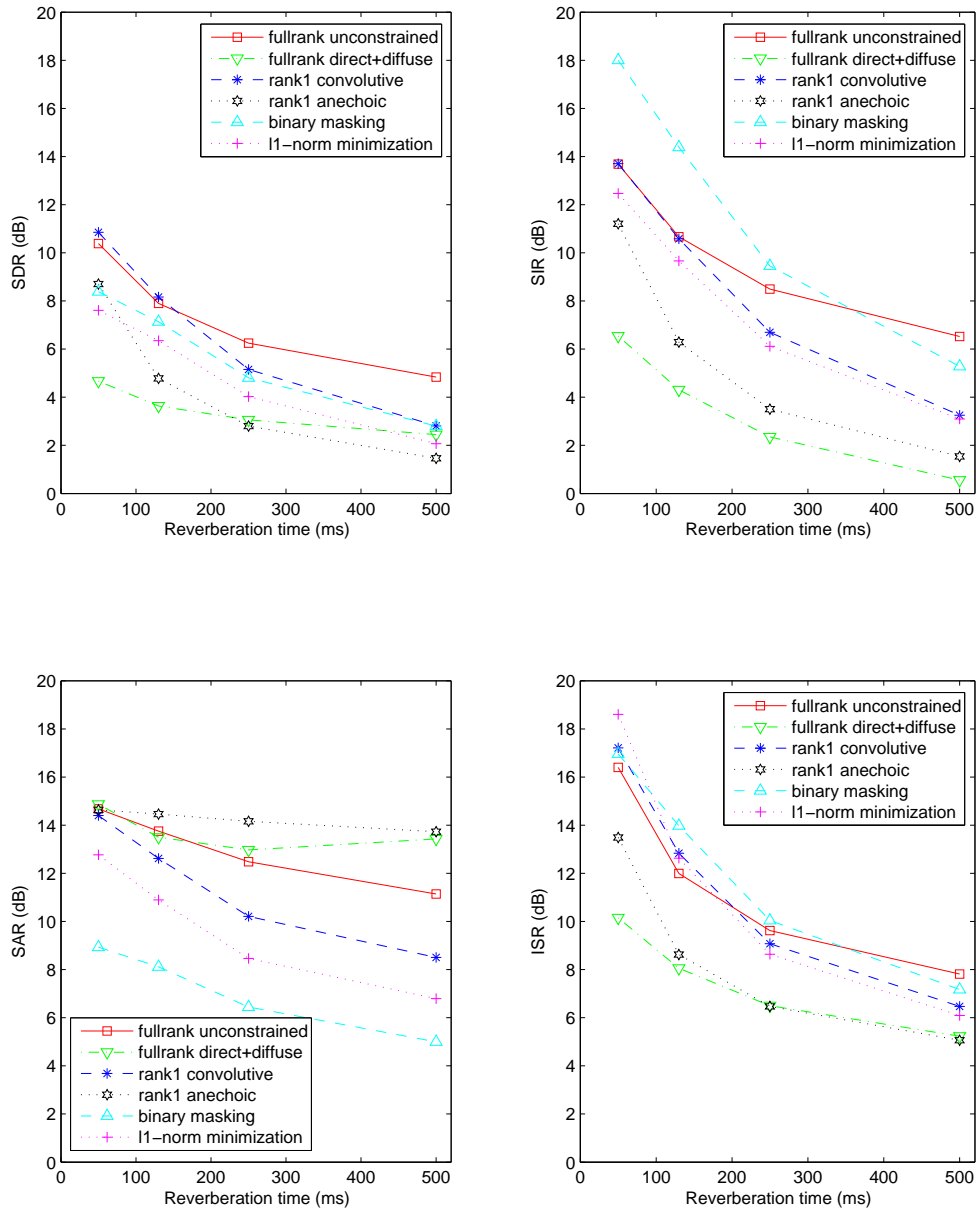 20
18
16
14
12
10
8
6
4
2
0
SDR (dB)
fullrank unconstrained
fullrank direct+diffuse
rank1 convolutive
rank1 anechoic
binary masking
l1−norm minimization
0 100 200 300 400 500
Reverberation time (ms)
20
18
16
14
12
10
8
6
4
2
0
SIR (dB)
fullrank unconstrained
fullrank direct+diffuse
rank1 convolutive
rank1 anechoic
binary masking
l1−norm minimization
0 100 200 300 400 500
Reverberation time (ms)
20
18
16
14
12
10
8
6
4
2
0
SAR (dB)
fullrank unconstrained
fullrank direct+diffuse
rank1 convolutive
rank1 anechoic
binary masking
l1−norm minimization
0 100 200 300 400 500
Reverberation time (ms)
20
18
16
14
12
10
8
6
4
2
0
ISR (dB)
fullrank unconstrained
fullrank direct+diffuse
rank1 convolutive
rank1 anechoic
binary masking
l1−norm minimization
0 100 200 300 400 500
Reverberation time (ms)